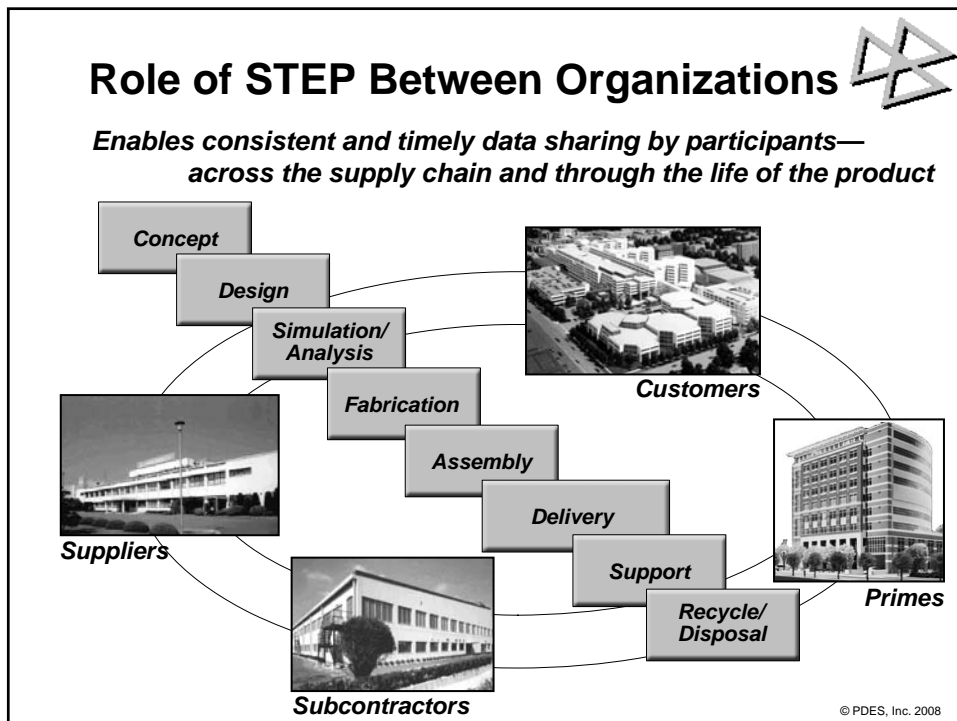 Role of STEP Between Organizations
Enables consistent and timely data sharing by participants—
across the supply chain and through the life of the product
Concept
Design
Simulation/
Analysis
Fabrication
Assembly
Delivery
Support
Recycle/
Disposal
Customers
Suppliers
Primes
Subcontractors
© PDES, Inc. 2008